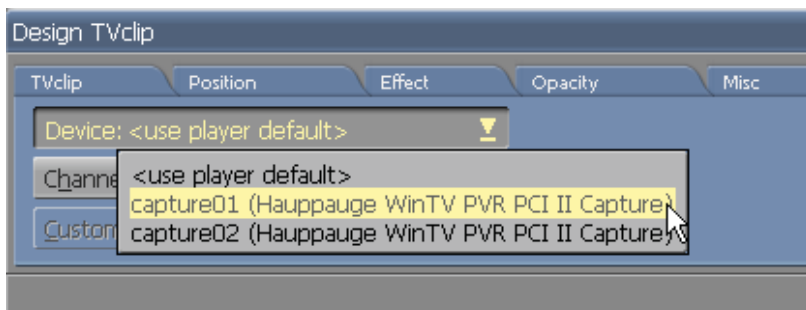 Design TVclip
TVclip Position Effect Opacity Misc
Device: <use player default>
<use player default>
capture01 (Hauppauge WinTV PVR PCI II Capture)
capture02 (Hauppauge WinTV PVR PCI II Capture)